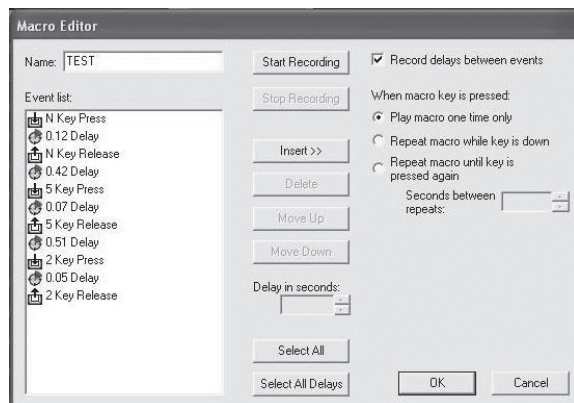 Macro Editor
Name: TEST
Event list:
N Key Press
0.12 Delay
N Key Release
0.42 Delay
5 Key Press
0.07 Delay
5 Key Release
0.51 Delay
2 Key Press
0.05 Delay
2 Key Release
Start Recording
Stop Recording
Insert >>
Delete
Move Up
Move Down
Delay in seconds:
Select All
Select All Delays
Record delays between events
When macro key is pressed:
Play macro one time only
Repeat macro while key is down
Repeat macro until key is
pressed again
Seconds between
repeats:
OK
Cancel